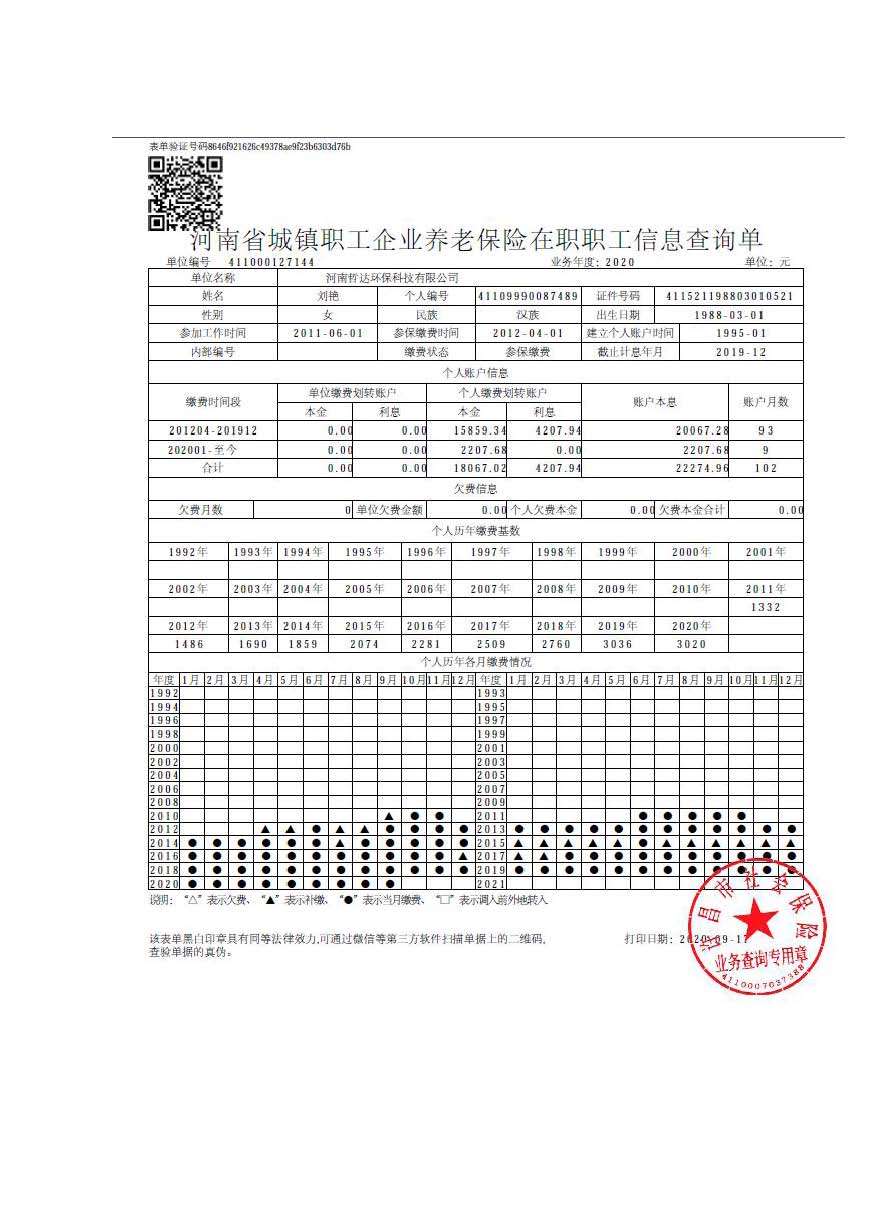 表单验证号码8646f921626c49378ae9f23b6303d76b
河南省城镇职工企业养老保险在职职工信息查询单
单位编号 411000127144 业务年度：2020 单位：元
单位名称 河南哲达环保科技有限公司
姓名 刘艳 个人编号 41109990087489 证件号码 411521198803010521
性别 女 民族 汉族 出生日期 1988-03-01
参加工作时间 2011-06-01 参保缴费时间 2012-04-01 建立个人账户时间 1995-01
内部编号 缴费状态 参保缴费 截止计息年月 2019-12
个人账户信息
缴费时间段 单位缴费划转账户 个人缴费划转账户 账户本息 账户月数
本金 利息 本金 利息
201204-201912 0.00 0.00 15859.34 4207.94 20067.28 93
202001-至今 0.00 0.00 2207.68 0.00 2207.68 9
合计 0.00 0.00 18067.02 4207.94 22274.96 102
欠费信息
欠费月数 0 单位欠费金额 0.00 个人欠费本金 0.00 欠费本金合计 0.00
个人历年缴费基数
1992年 1993年 1994年 1995年 1996年 1997年 1998年 1999年 2000年 2001年
2002年 2003年 2004年 2005年 2006年 2007年 2008年 2009年 2010年 2011年
1332
2012年 2013年 2014年 2015年 2016年 2017年 2018年 2019年 2020年
1486 1690 1859 2074 2281 2509 2760 3036 3020
个人历年各月缴费情况
年度 1月 2月 3月 4月 5月 6月 7月 8月 9月 10月 11月 12月 年度 1月 2月 3月 4月 5月 6月 7月 8月 9月 10月 11月 12月
1992 1993
1994 1995
1996 1997
1998 1999
2000 2001
2002 2003
2004 2005
2006 2007
2008 2009
2010 ▲ ● ● 2011 ● ● ● ● ●
2012 ▲ ▲ ● ▲ ▲ ● ● ● ● 2013 ● ● ● ● ● ● ● ● ● ● ● ●
2014 ● ● ● ● ● ● ▲ ● ● ● ● ● 2015 ▲ ▲ ▲ ▲ ▲ ● ▲ ▲ ▲ ▲ ▲ ▲
2016 ● ● ● ● ● ● ● ● ● ● ● ▲ 2017 ▲ ▲ ● ● ● ● ● ● ● ● ● ●
2018 ● ● ● ● ● ● ● ● ● ● ● ● 2019 ● ● ● ● ● ● ● ● ● ● ● ●
2020 ● ● ● ● ● ● ● ● ● 2021
说明：“△”表示欠费、“▲”表示补缴、“●”表示当月缴费、“□”表示调入前外地转入
该表单黑白印章具有同等法律效力,可通过微信等第三方软件扫描单据上的二维码,
查验单据的真伪。
打印日期：2020-09-17
许昌市社会保险
业务查询专用章
4110007037388